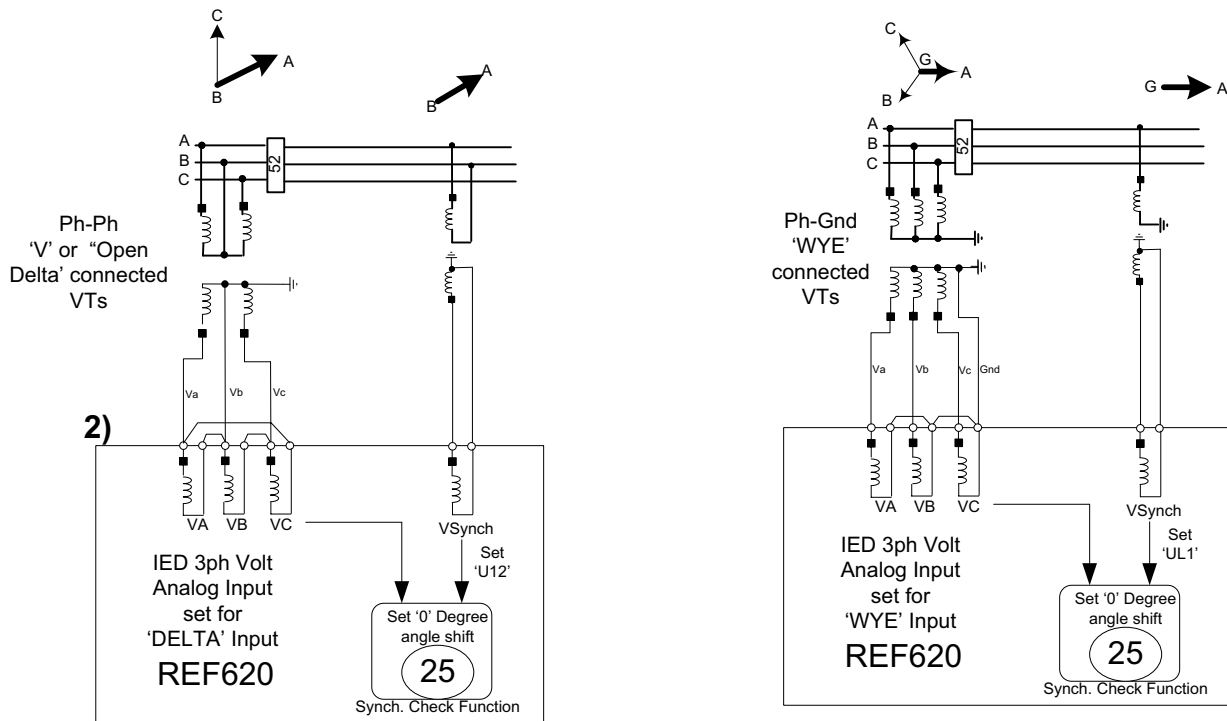 C
A
B
A
B
A
B
C
52
Ph-Ph
‘V’ or “Open
Delta’ connected
VTs
Va
Vb
Vc
2)
VA
VB
VC
VSynch
IED 3ph Volt
Analog Input
set for
‘DELTA’ Input
REF620
Set
‘U12’
Set ‘0’ Degree
angle shift
25
Synch. Check Function
C
G
A
B
G
A
A
B
C
52
Ph-Gnd
‘WYE’
connected
VTs
Va
Vb
Vc
Gnd
VA
VB
VC
VSynch
IED 3ph Volt
Analog Input
set for
‘WYE’ Input
REF620
Set
‘UL1’
Set ‘0’ Degree
angle shift
25
Synch. Check Function